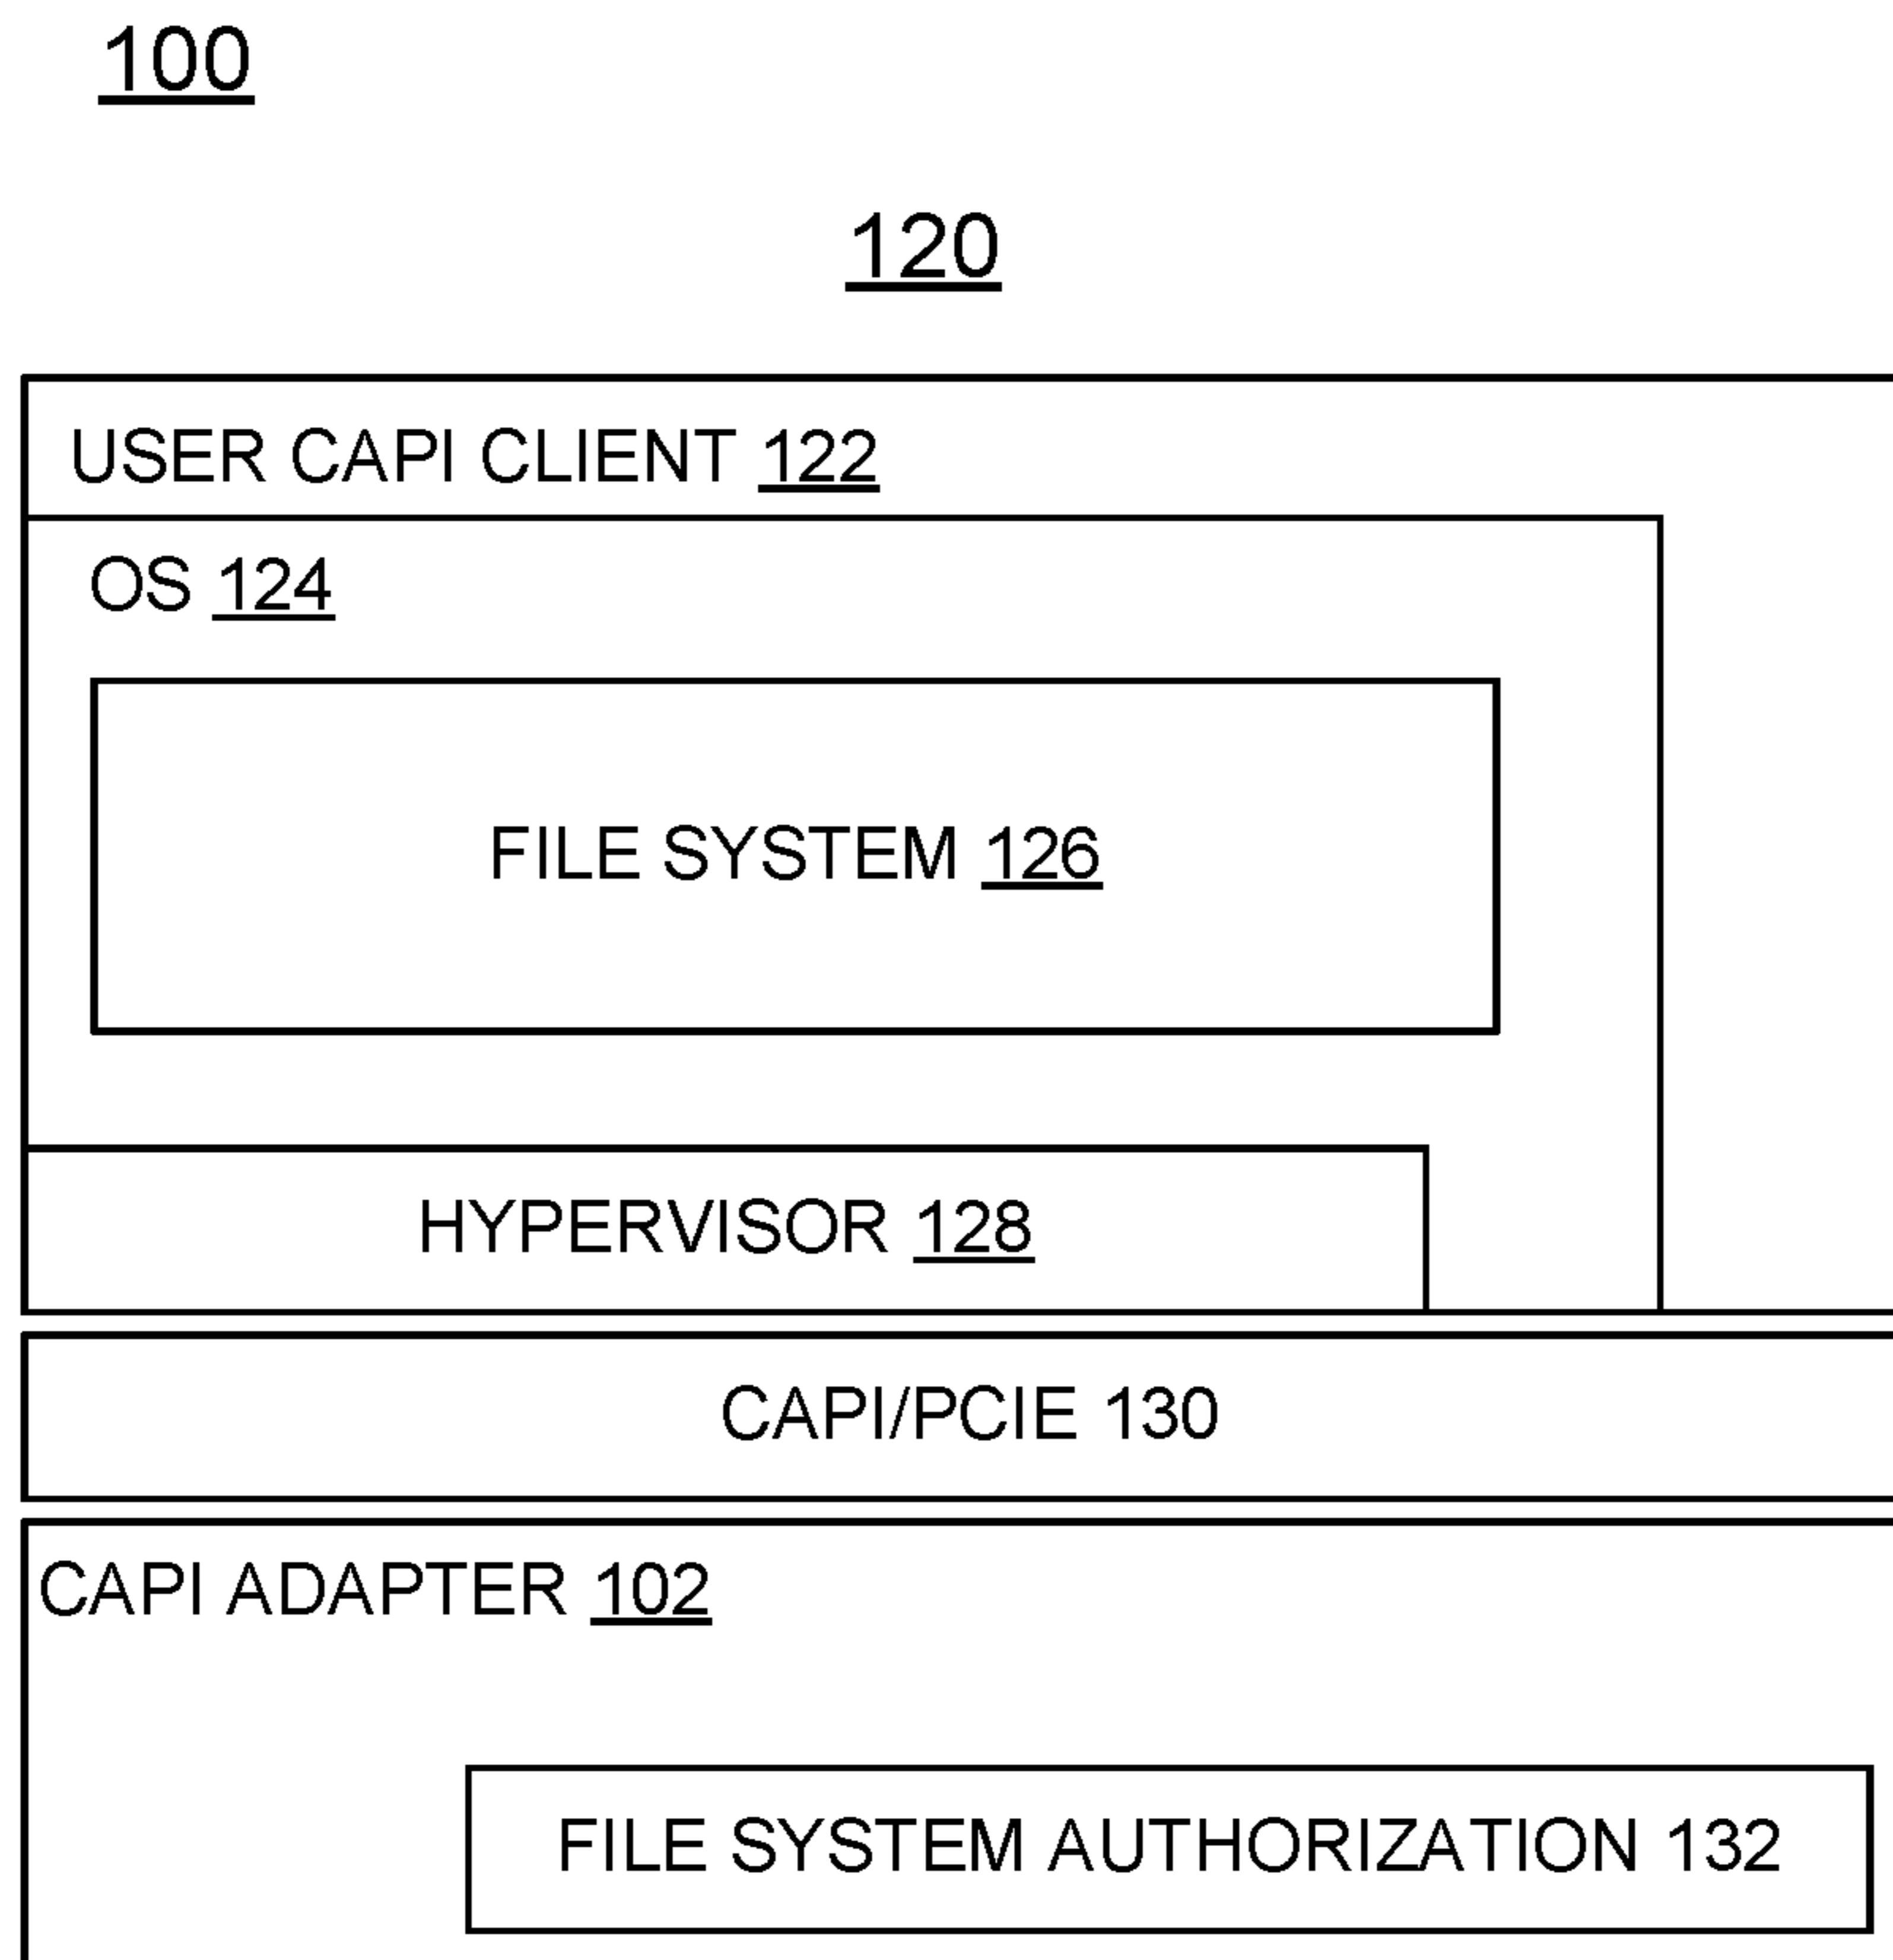 100
120
USER CAPI CLIENT 122
OS 124
FILE SYSTEM 126
HYPERVISOR 128
CAPI/PCIE 130
CAPI ADAPTER 102
FILE SYSTEM AUTHORIZATION 132